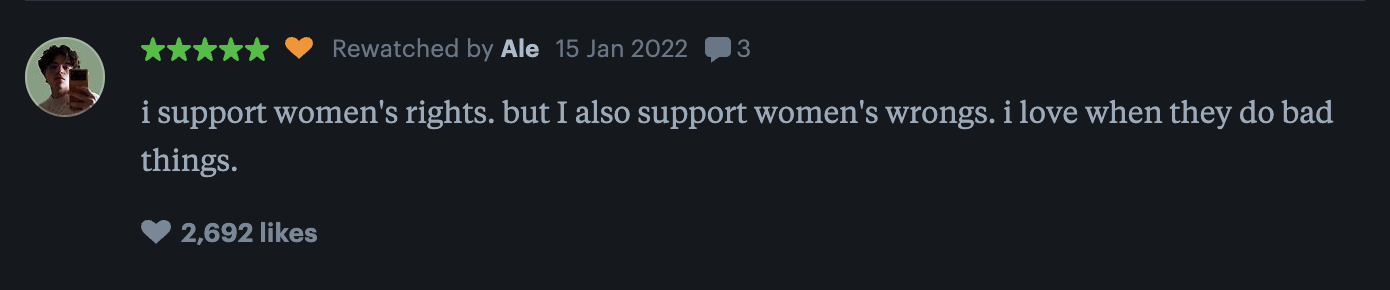 Rewatched by Ale 15 Jan 2022 3
i support women's rights. but I also support women's wrongs. i love when they do bad
things.
2,692 likes